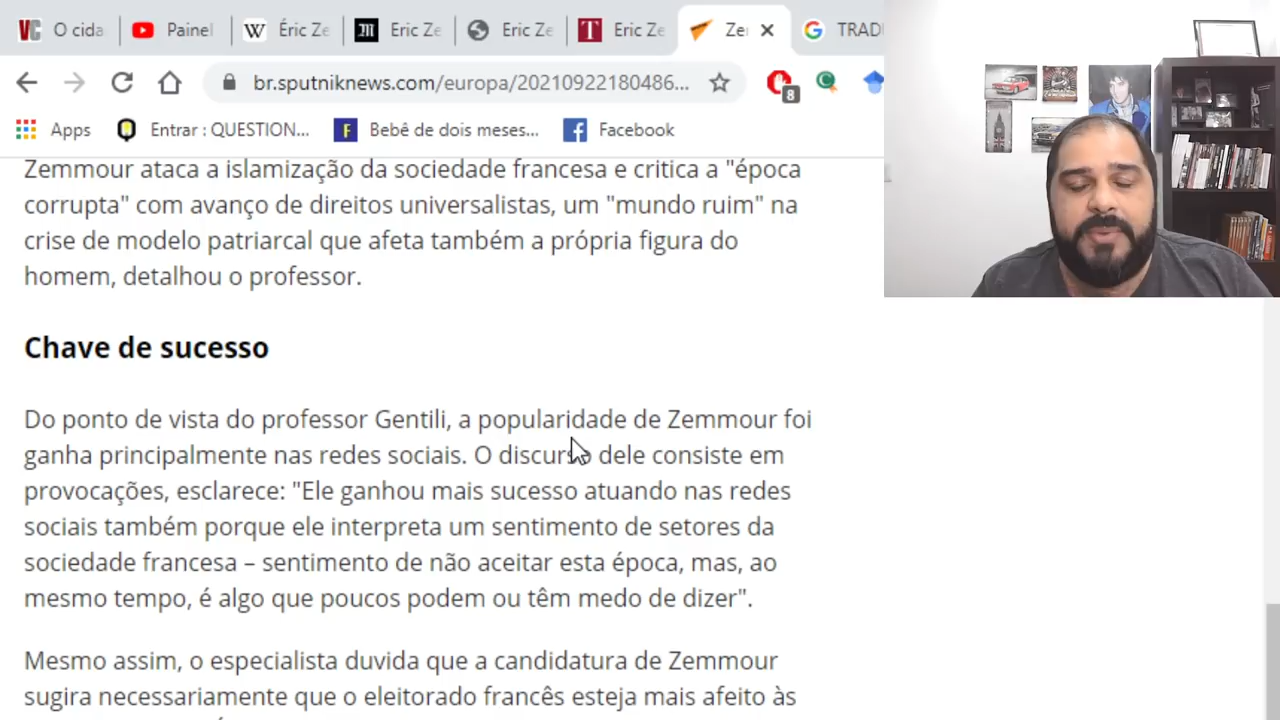 O cida
Painel
W
Éric Ze
Eric Ze
Eric Ze
T
Eric Ze
Ze
G
TRAD
br.sputniknews.com/europa/20210922180486...
8
C
Apps
Entrar : QUESTION...
F
Bebê de dois meses...
f
Facebook
Zemmour ataca a islamização da sociedade francesa e critica a "época
corrupta" com avanço de direitos universalistas, um "mundo ruim" na
crise de modelo patriarcal que afeta também a própria figura do
homem, detalhou o professor.
Chave de sucesso
Do ponto de vista do professor Gentili, a popularidade de Zemmour foi
ganha principalmente nas redes sociais. O discurso dele consiste em
provocações, esclarece: "Ele ganhou mais sucesso atuando nas redes
sociais também porque ele interpreta um sentimento de setores da
sociedade francesa – sentimento de não aceitar esta época, mas, ao
mesmo tempo, é algo que poucos podem ou têm medo de dizer".
Mesmo assim, o especialista duvida que a candidatura de Zemmour
sugira necessariamente que o eleitorado francês esteja mais afeito às